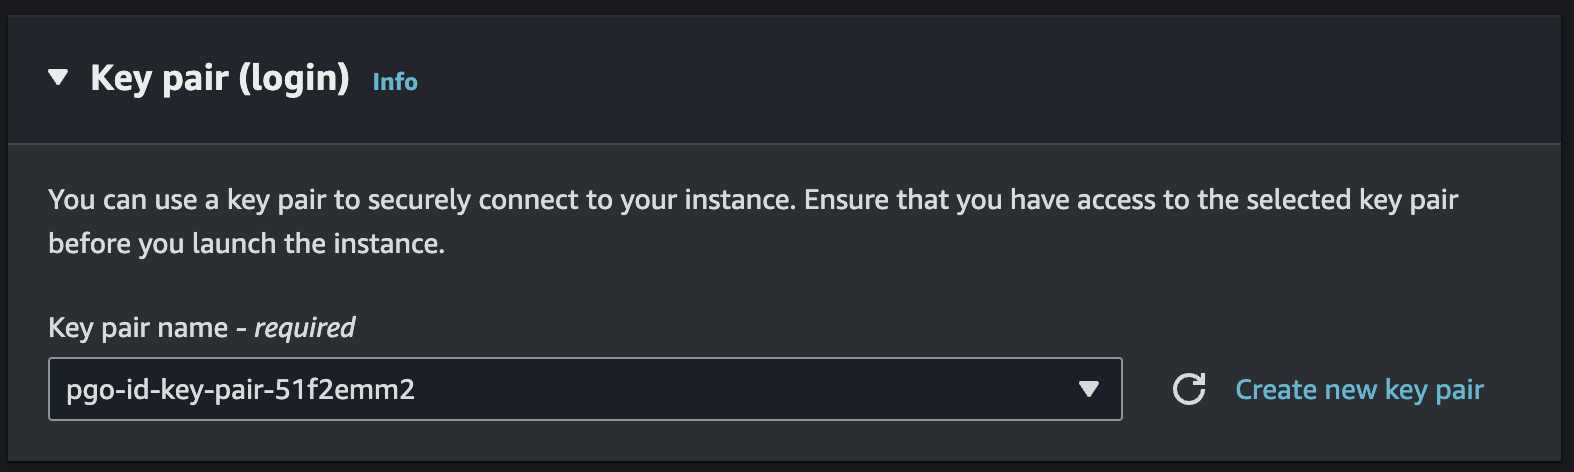 Key pair (login) Info
You can use a key pair to securely connect to your instance. Ensure that you have access to the selected key pair
before you launch the instance.
Key pair name - required
pgo-id-key-pair-51f2emm2 Create new key pair